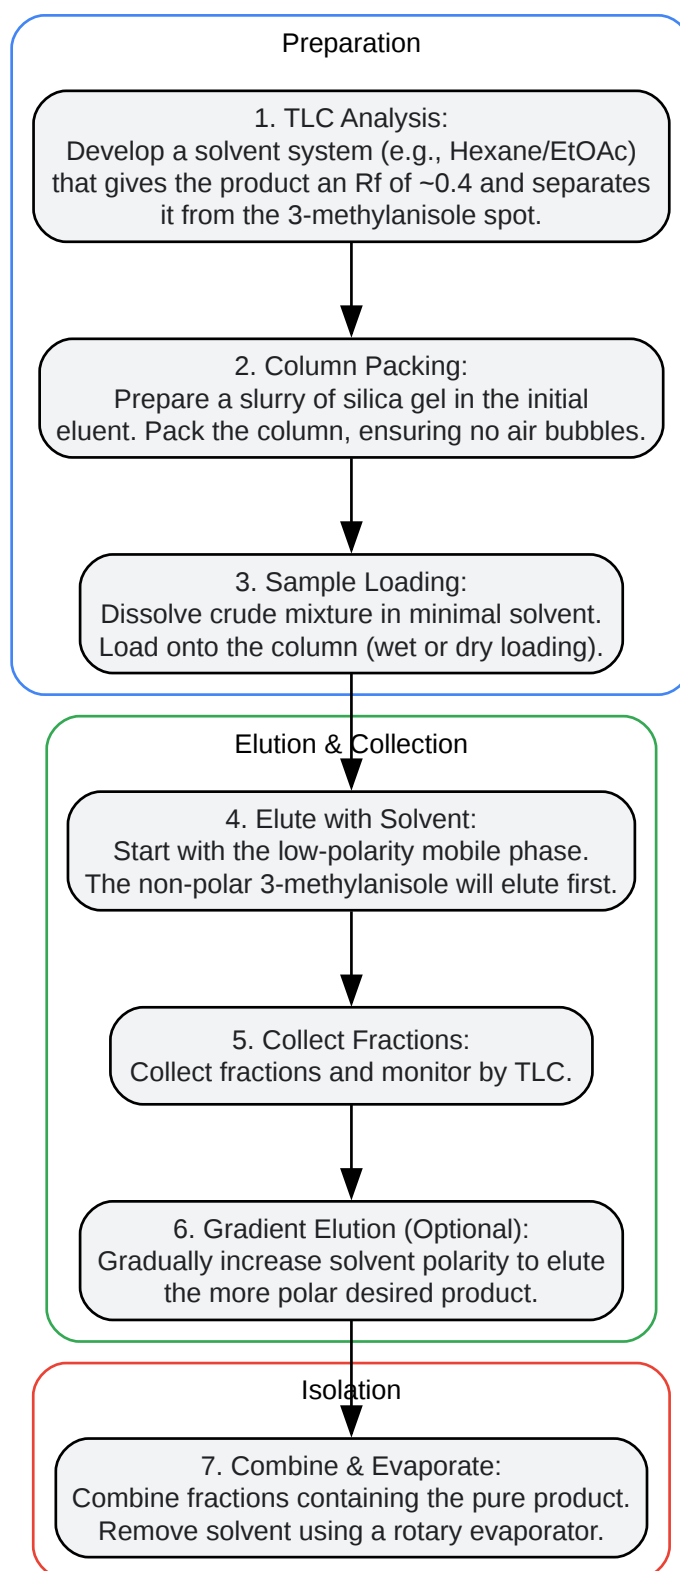 Preparation
1. TLC Analysis:
Develop a solvent system (e.g., Hexane/EtOAc)
that gives the product an Rf of ~0.4 and separates
it from the 3-methylanisole spot.
2. Column Packing:
Prepare a slurry of silica gel in the initial
eluent. Pack the column, ensuring no air bubbles.
3. Sample Loading:
Dissolve crude mixture in minimal solvent.
Load onto the column (wet or dry loading).
Elution & Collection
4. Elute with Solvent:
Start with the low-polarity mobile phase.
The non-polar 3-methylanisole will elute first.
5. Collect Fractions:
Collect fractions and monitor by TLC.
6. Gradient Elution (Optional):
Gradually increase solvent polarity to elute
the more polar desired product.
Isolation
7. Combine & Evaporate:
Combine fractions containing the pure product.
Remove solvent using a rotary evaporator.